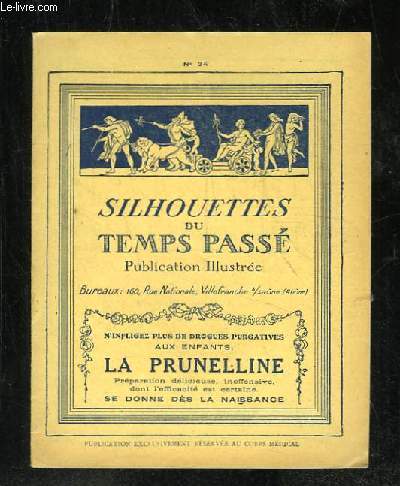 Le-livre.com
N° 24
SILHOUETTES
DU
TEMPS PASSÉ
Publication Illustrée
Bureaux: 160, Rue Nationale, Villefranche s/Saône (Rhône)
N'INFLIGEZ PLUS DE DROGUES PURGATIVES
AUX ENFANTS.
LA PRUNELLINE
Préparation délicieuse, inoffensive,
dont l'efficacité est certaine,
SE DONNE DÈS LA NAISSANCE
PUBLICATION EXCLUSIVEMENT RÉSERVÉE AU CORPS MÉDICAL